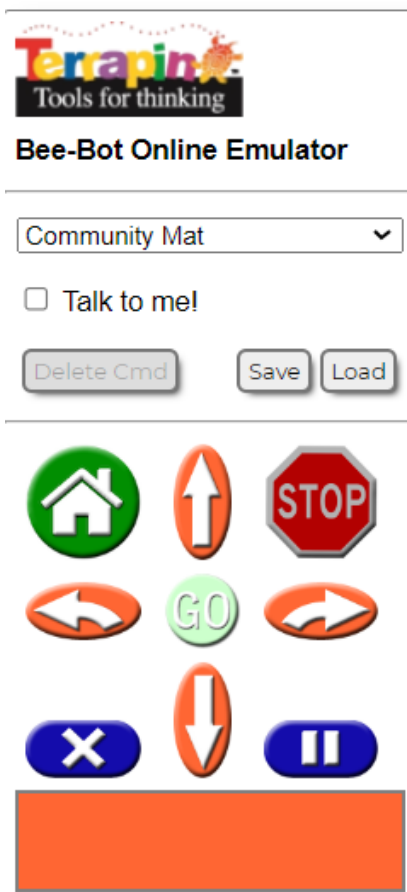 Terrapin
Tools for thinking
Bee-Bot Online Emulator
Community Mat
Talk to me!
Delete Cmd Save Load
STOP
GO